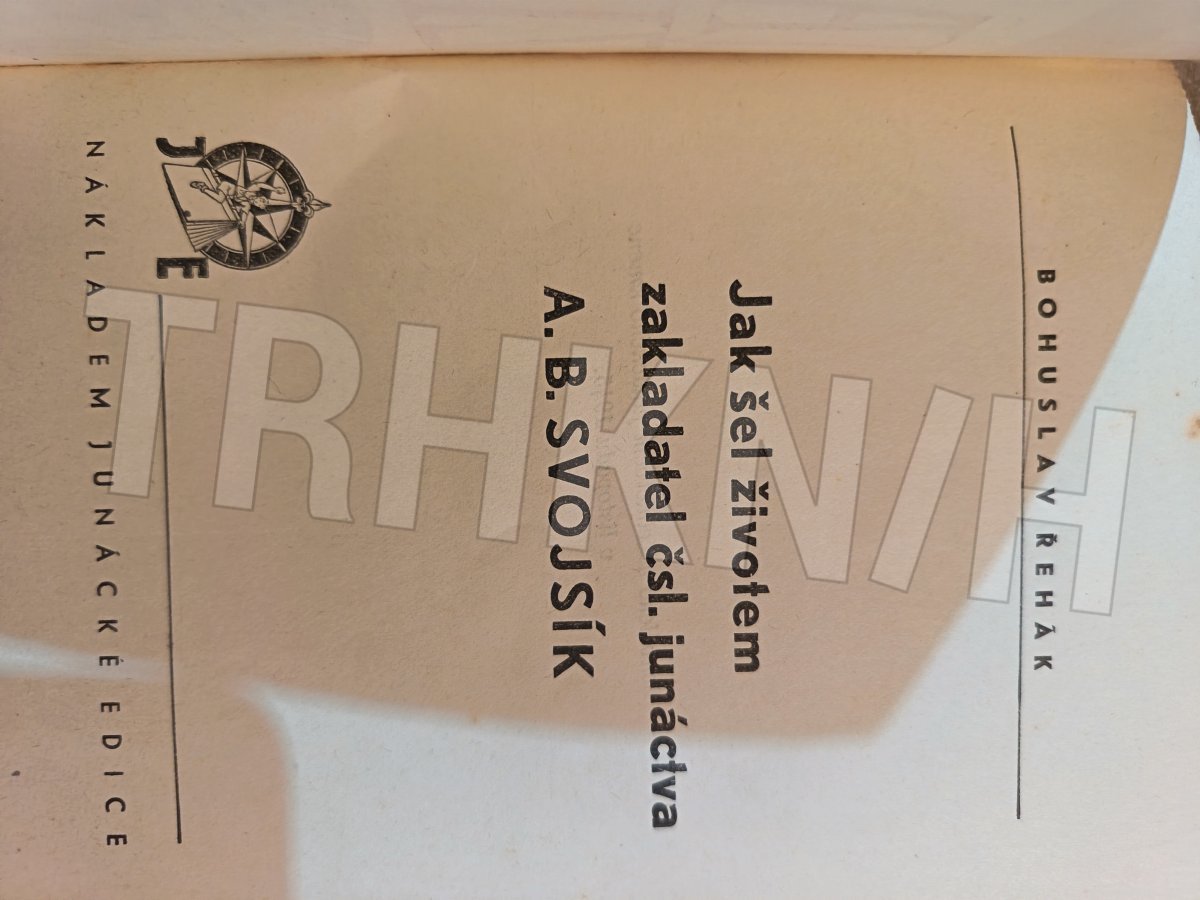 BOHUSLAV ŘEHÁK
Jak šel životem
zakladatel čsl. junáctva
A. B. SVOJSÍK
J E
NÁKLADEM JUNÁCKÉ EDICE
TRHKNIH